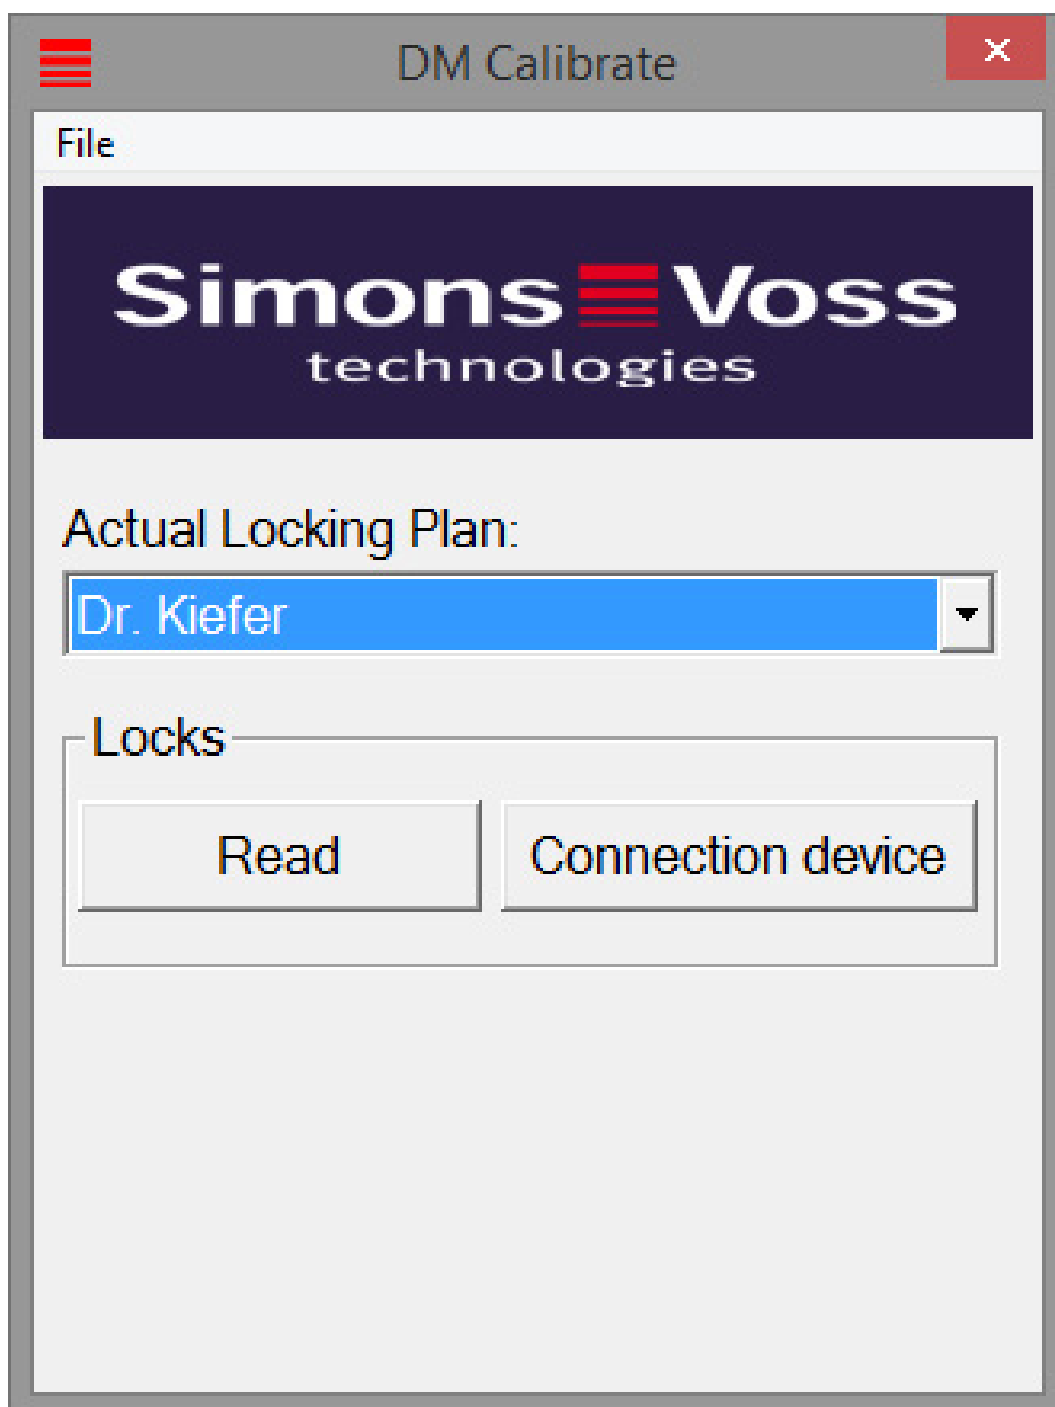 DM Calibrate
File
Simons Voss
technologies
Actual Locking Plan:
Dr. Kiefer
Locks
Read Connection device